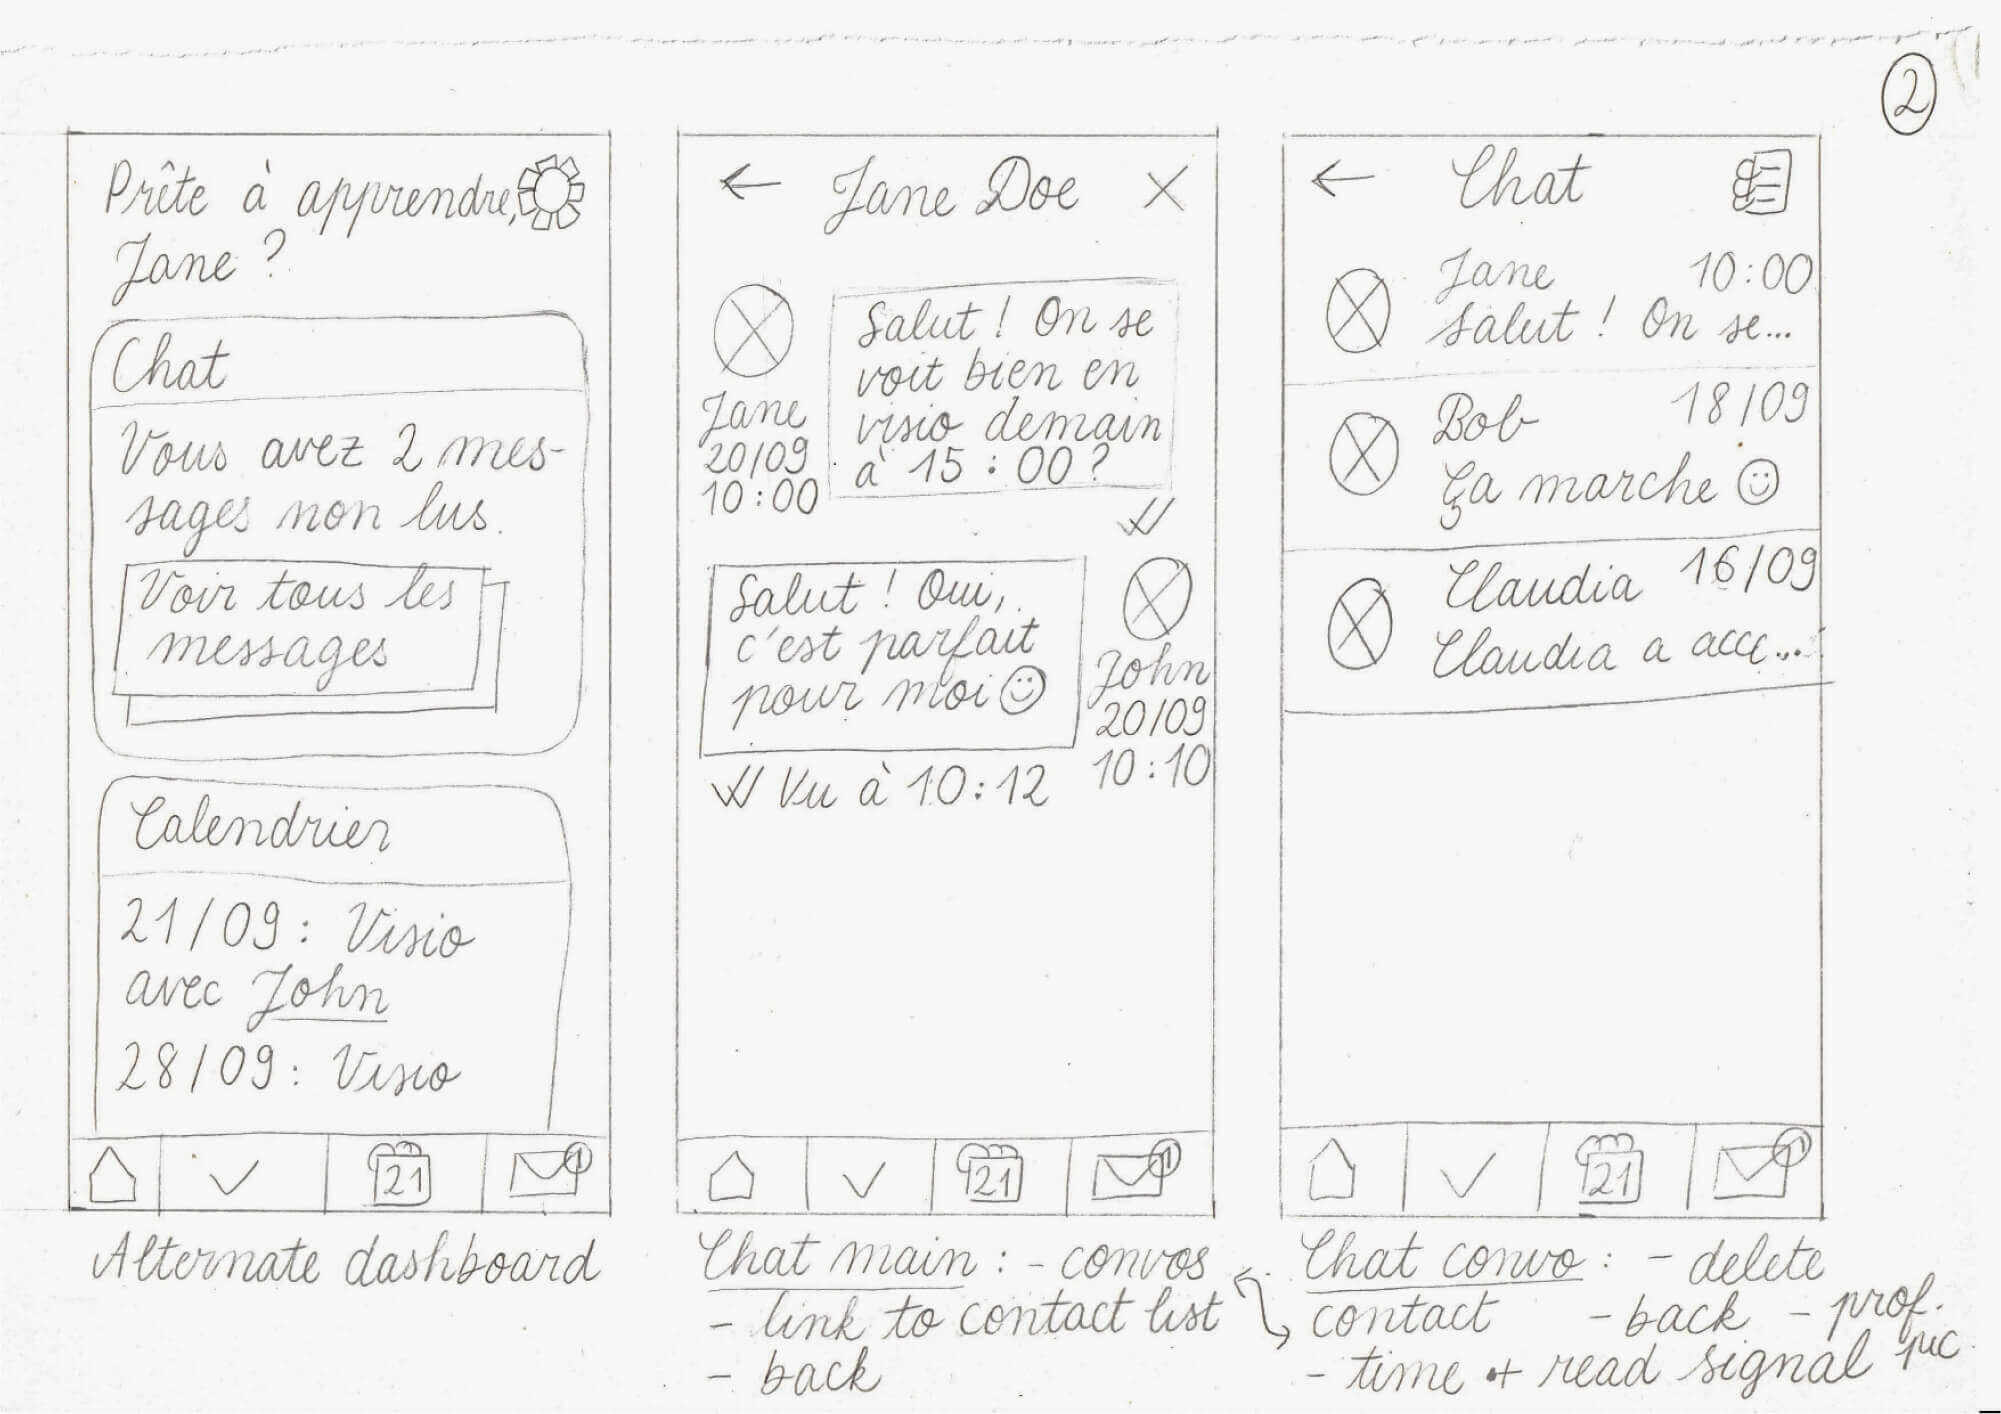 2
Prête à apprendre,
Jane ?
Chat
Vous avez 2 mes-
sages non lus.
Voir tous les
messages
Calendrier
21/09 : Visio
avec John
28/09 : Visio
21
1
Alternate dashboard
Jane Doe
Jane
20/09
10:00
Salut ! On se
voit bien en
visio demain
à 15 : 00 ?
Salut ! Oui,
c'est parfait
pour moi ☺
John
20/09
10:10
Vu à 10:12
21
1
Chat main : - convos
- link to contact list
- back
Chat
Jane 10:00
Salut ! On se...
Bob 18/09
Ça marche ☺
Claudia 16/09
Claudia a acce...
21
1
Chat convo : - delete
contact - back - prof.
pic
- time + read signal